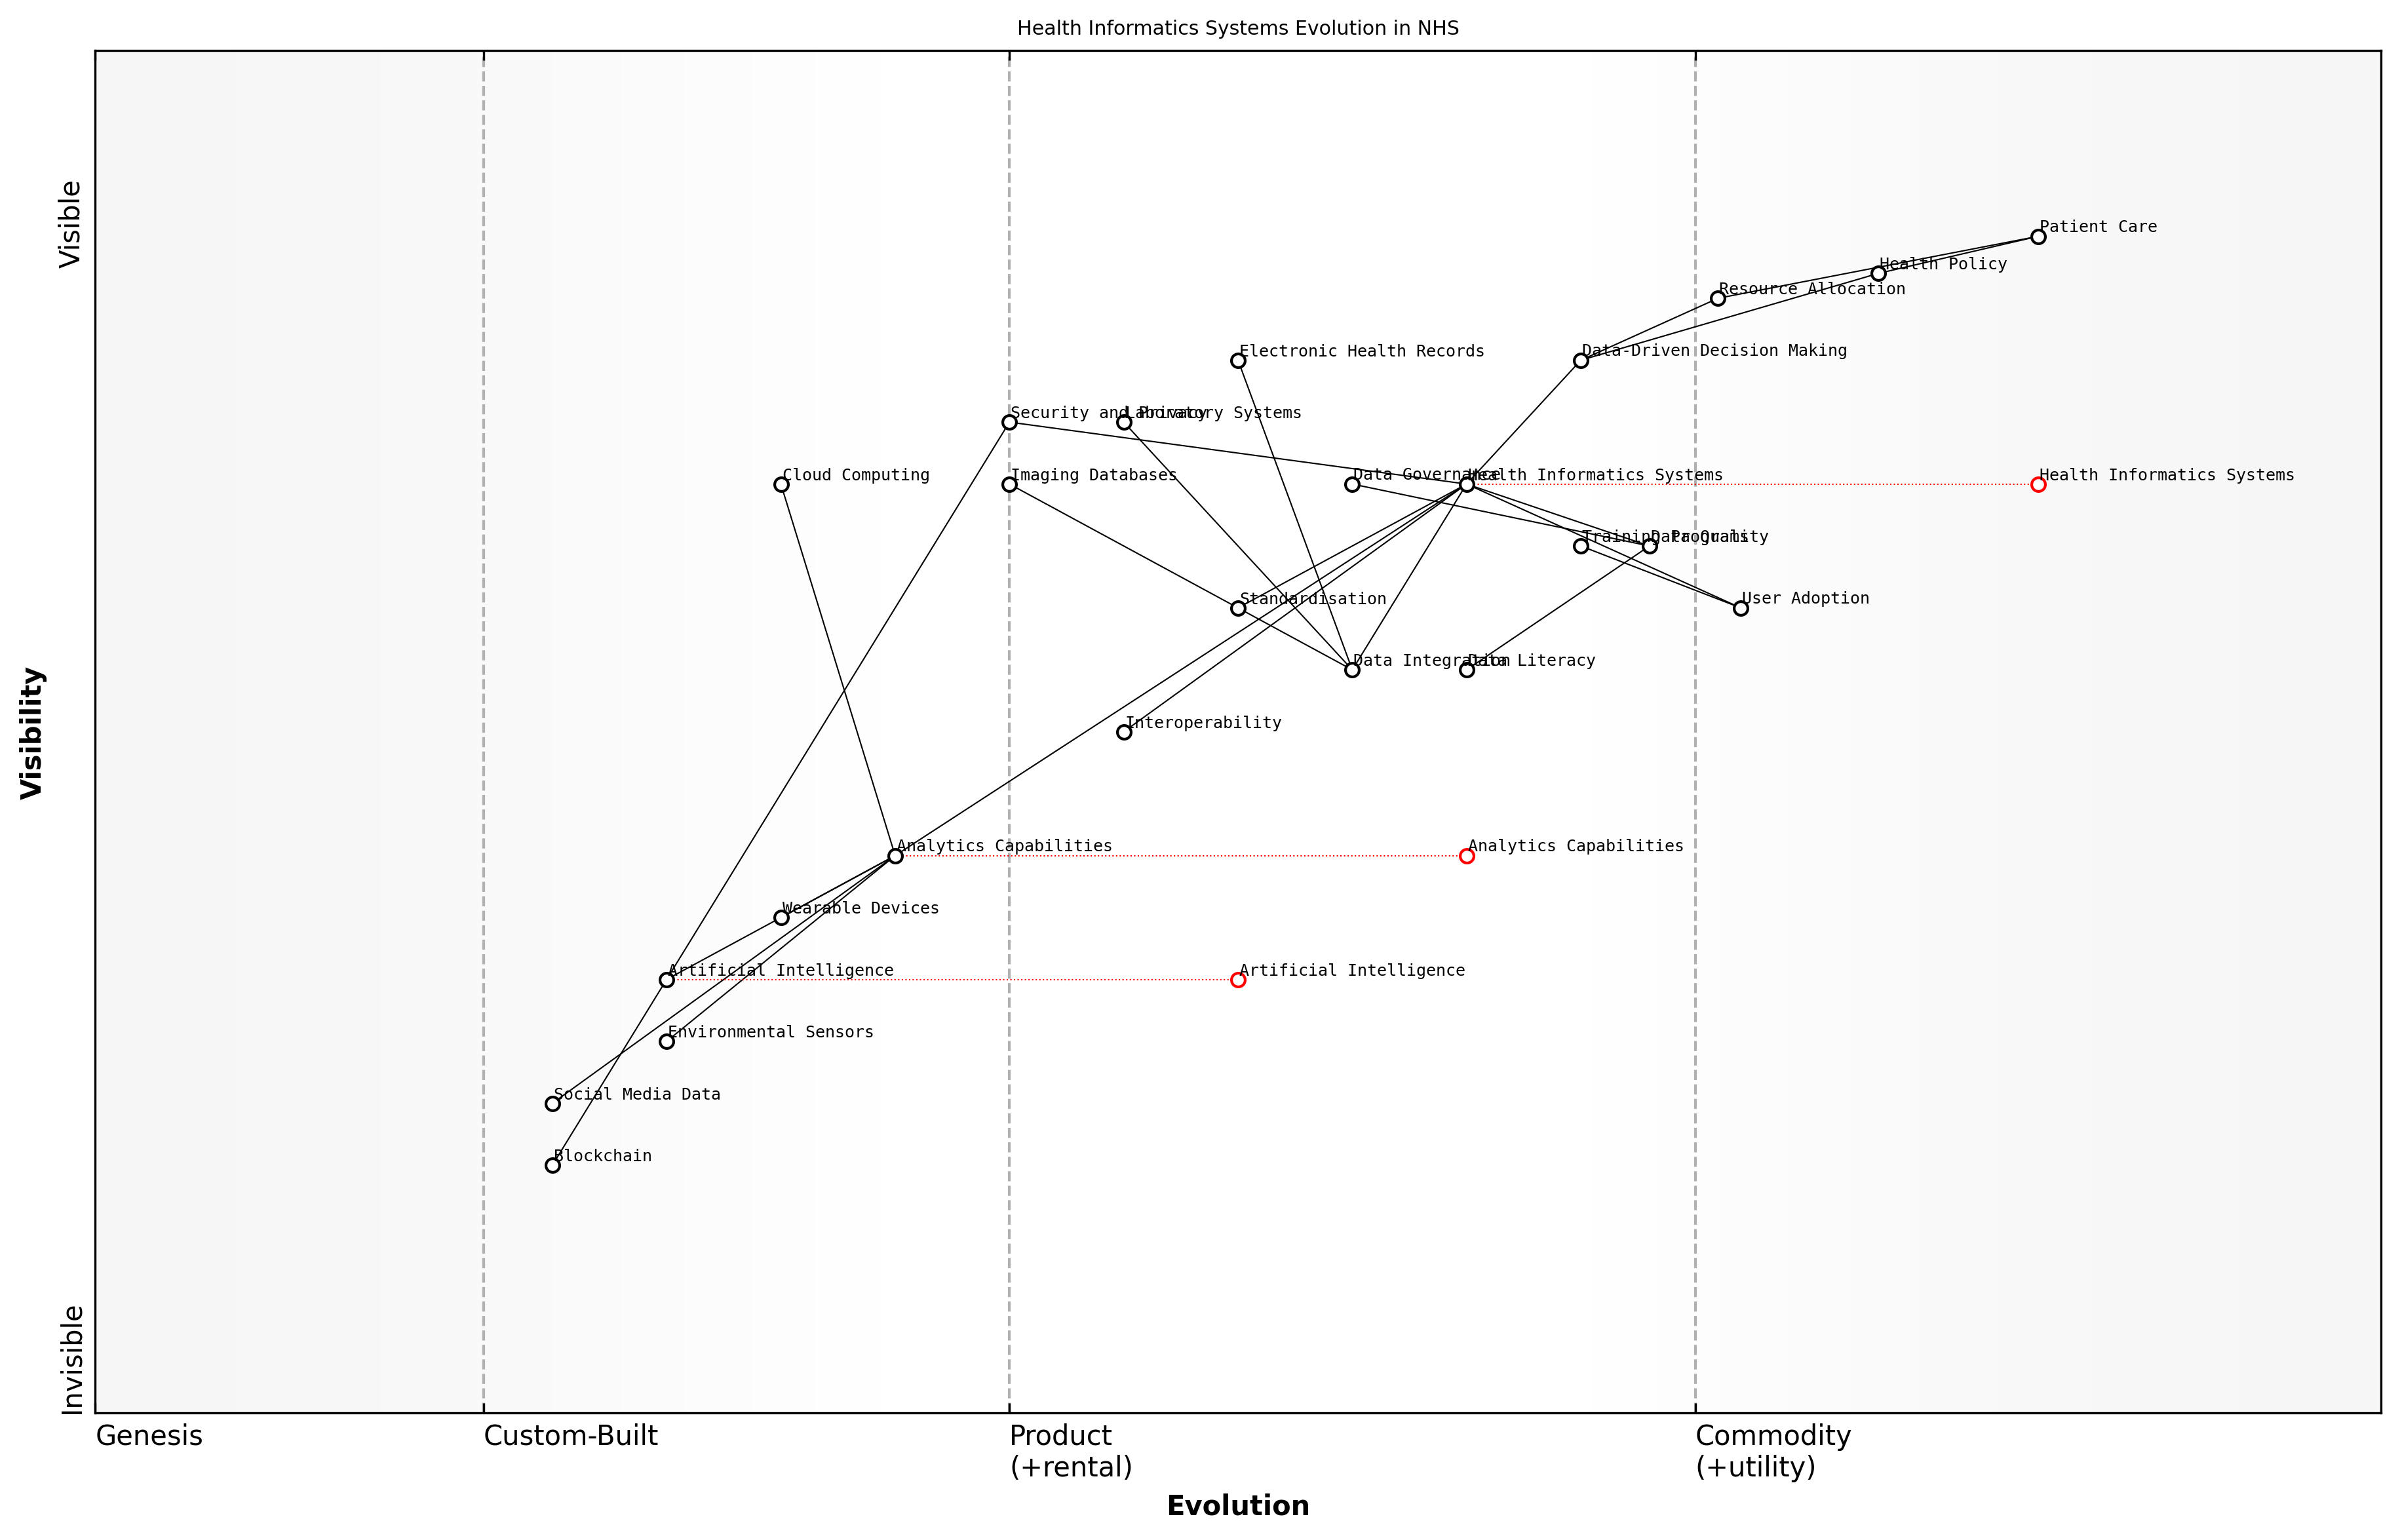 Health Informatics Systems Evolution in NHS
Visible
Patient Care
Health Policy
Resource Allocation
Electronic Health Records
Data-Driven Decision Making
Security and Privacy
Laboratory Systems
Cloud Computing
Imaging Databases
Data Governance
Health Informatics Systems
Health Informatics Systems
Training Programs
Data Quality
Standardisation
User Adoption
Data Integration
Data Literacy
Interoperability
Visibility
Analytics Capabilities
Analytics Capabilities
Wearable Devices
Artificial Intelligence
Artificial Intelligence
Environmental Sensors
Social Media Data
Blockchain
Invisible
Genesis
Custom-Built
Product
(+rental)
Commodity
(+utility)
Evolution